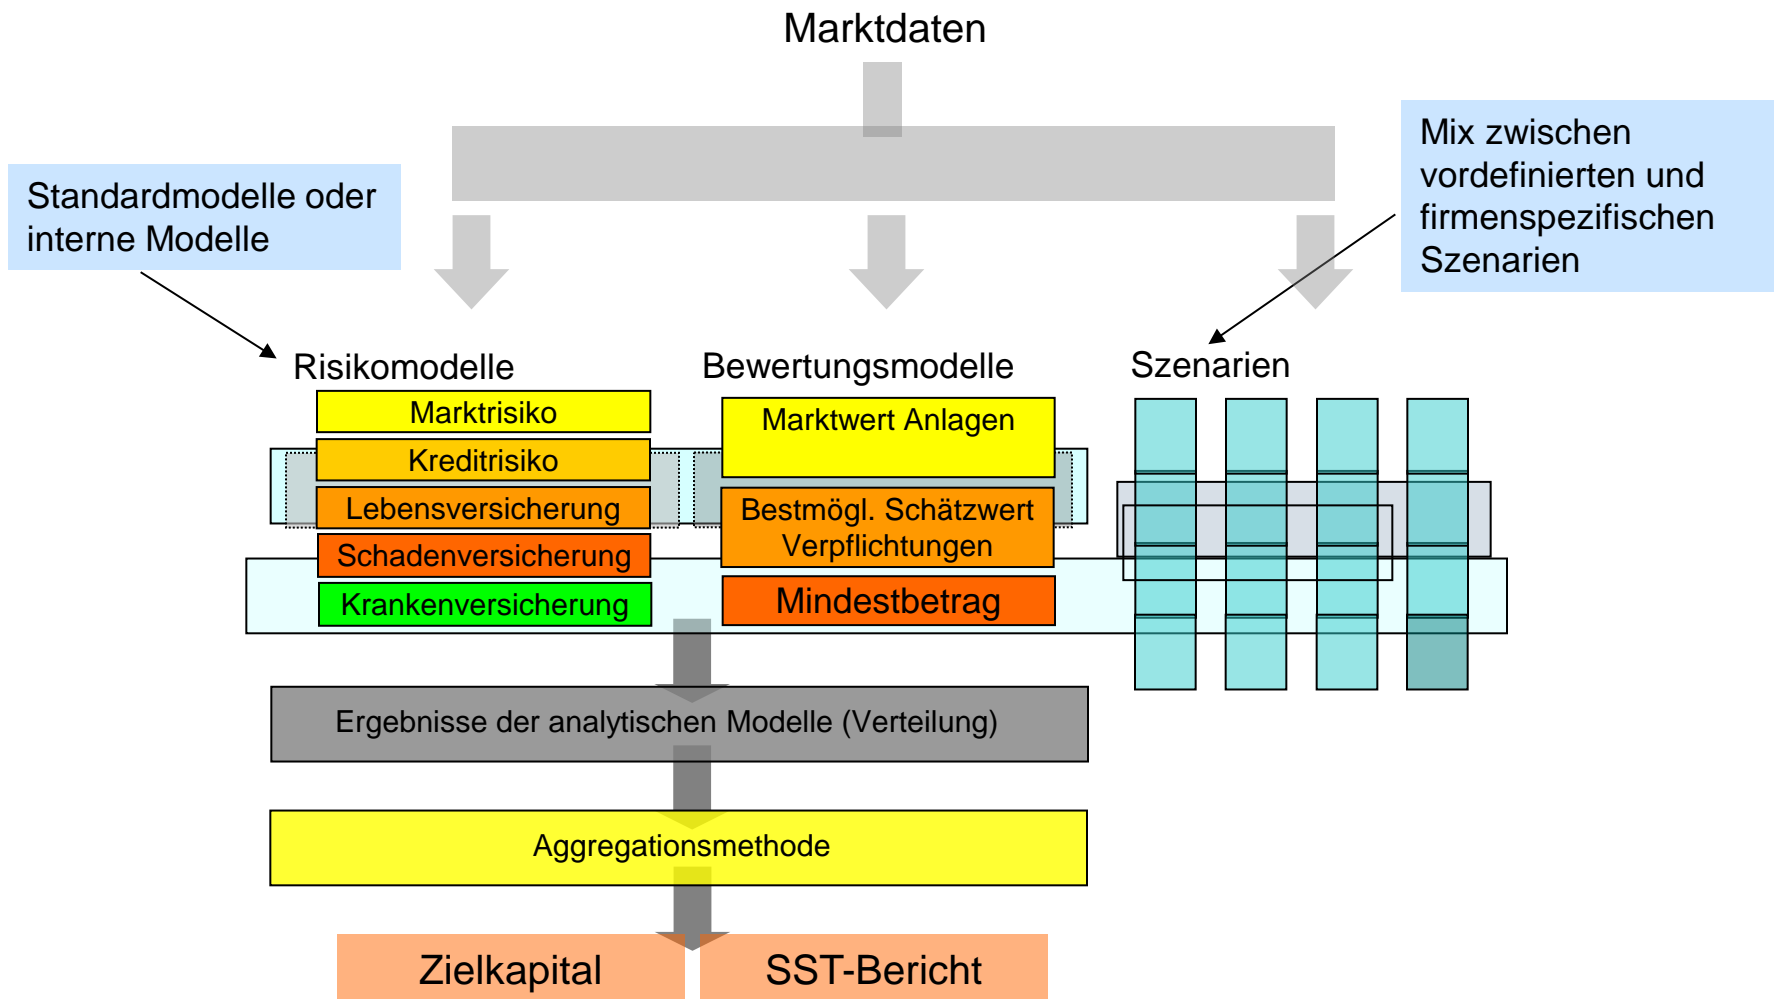 Marktdaten
Standardmodelle oder
interne Modelle
Mix zwischen
vordefinierten und
firmenspezifischen
Szenarien
Risikomodelle
Marktrisiko
Kreditrisiko
Lebensversicherung
Schadenversicherung
Krankenversicherung
Bewertungsmodelle
Marktwert Anlagen
Bestmögl. Schätzwert
Verpflichtungen
Mindestbetrag
Szenarien
Ergebnisse der analytischen Modelle (Verteilung)
Aggregationsmethode
Zielkapital
SST-Bericht